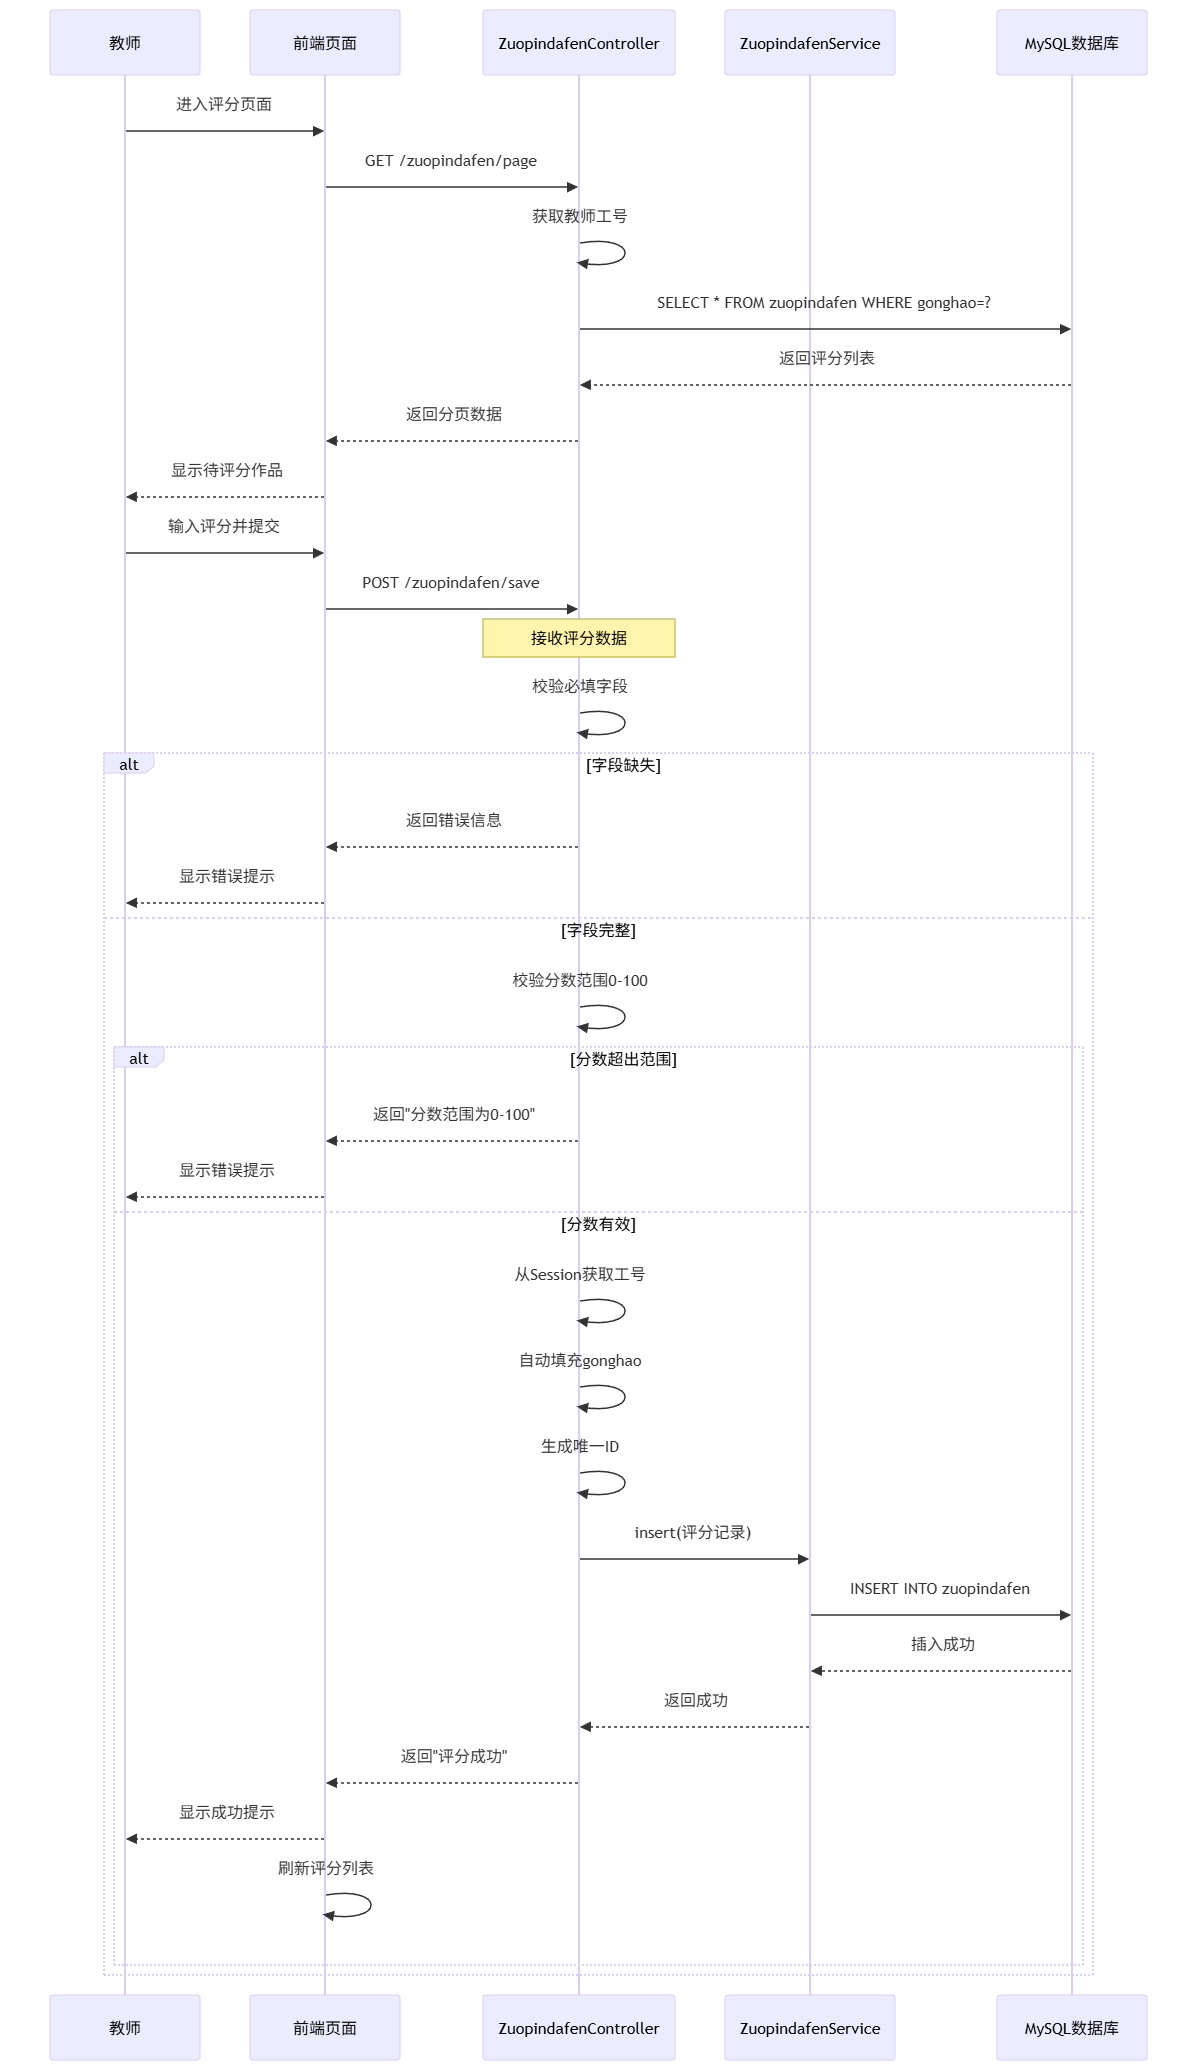 教师
前端页面
ZuopindafenController
ZuopindafenService
MySQL数据库
进入评分页面
GET /zuopindafen/page
获取教师工号
SELECT * FROM zuopindafen WHERE gonghao=?
返回评分列表
返回分页数据
显示待评分作品
输入评分并提交
POST /zuopindafen/save
接收评分数据
校验必填字段
alt
[字段缺失]
返回错误信息
显示错误提示
[字段完整]
校验分数范围0-100
alt
[分数超出范围]
返回"分数范围为0-100"
显示错误提示
[分数有效]
从Session获取工号
自动填充gonghao
生成唯一ID
insert(评分记录)
INSERT INTO zuopindafen
插入成功
返回成功
返回"评分成功"
显示成功提示
刷新评分列表
教师
前端页面
ZuopindafenController
ZuopindafenService
MySQL数据库